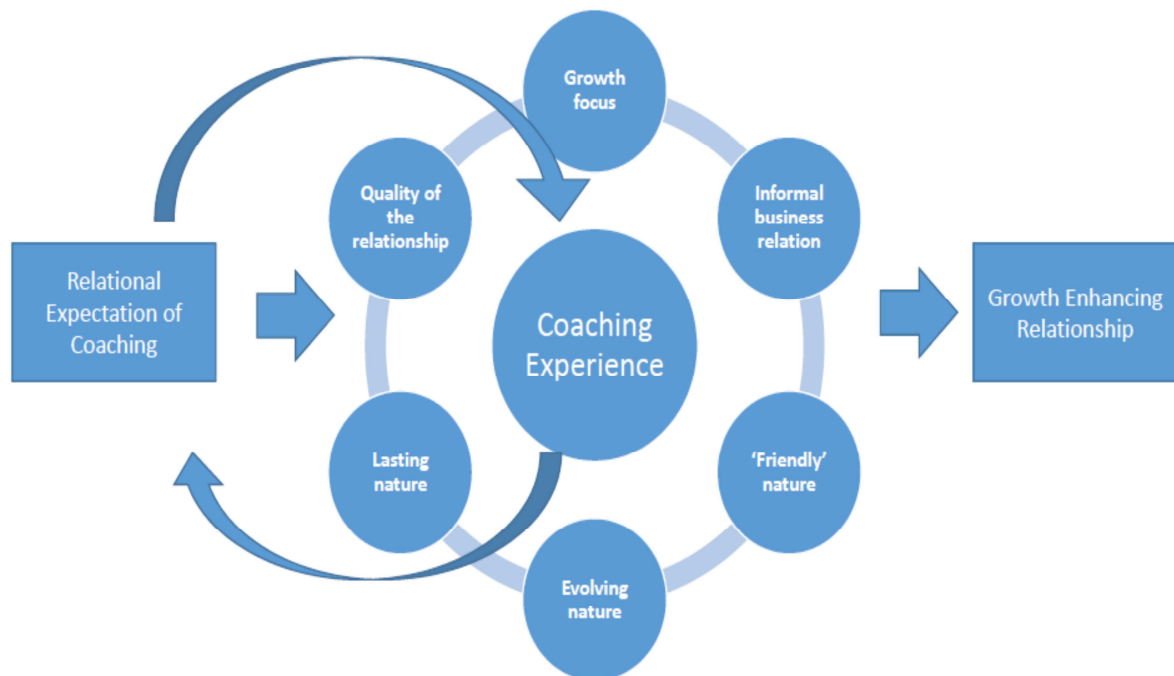 Growth
focus
Quality of
the
relationship
Informal
business
relation
Relational
Expectation of
Coaching
Coaching
Experience
Growth Enhancing
Relationship
Lasting
nature
‘Friendly’
nature
Evolving
nature